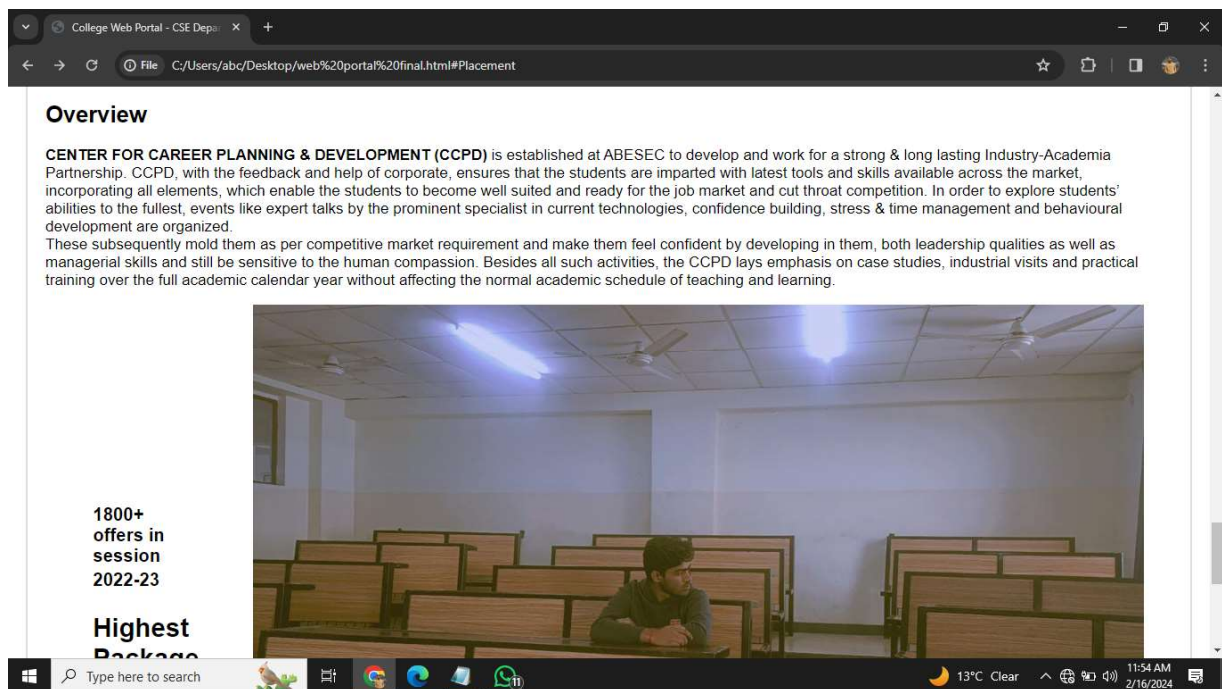 College Web Portal - CSE Depar
File C:/Users/abc/Desktop/web%20portal%20final.html#Placement
Overview
CENTER FOR CAREER PLANNING & DEVELOPMENT (CCPD) is established at ABESEC to develop and work for a strong & long lasting Industry-Academia
Partnership. CCPD, with the feedback and help of corporate, ensures that the students are imparted with latest tools and skills available across the market,
incorporating all elements, which enable the students to become well suited and ready for the job market and cut throat competition. In order to explore students'
abilities to the fullest, events like expert talks by the prominent specialist in current technologies, confidence building, stress & time management and behavioural
development are organized.
These subsequently mold them as per competitive market requirement and make them feel confident by developing in them, both leadership qualities as well as
managerial skills and still be sensitive to the human compassion. Besides all such activities, the CCPD lays emphasis on case studies, industrial visits and practical
training over the full academic calendar year without affecting the normal academic schedule of teaching and learning.
1800+
offers in
session
2022-23
Highest
Package
Type here to search
11
13°C Clear
11:54 AM
2/16/2024